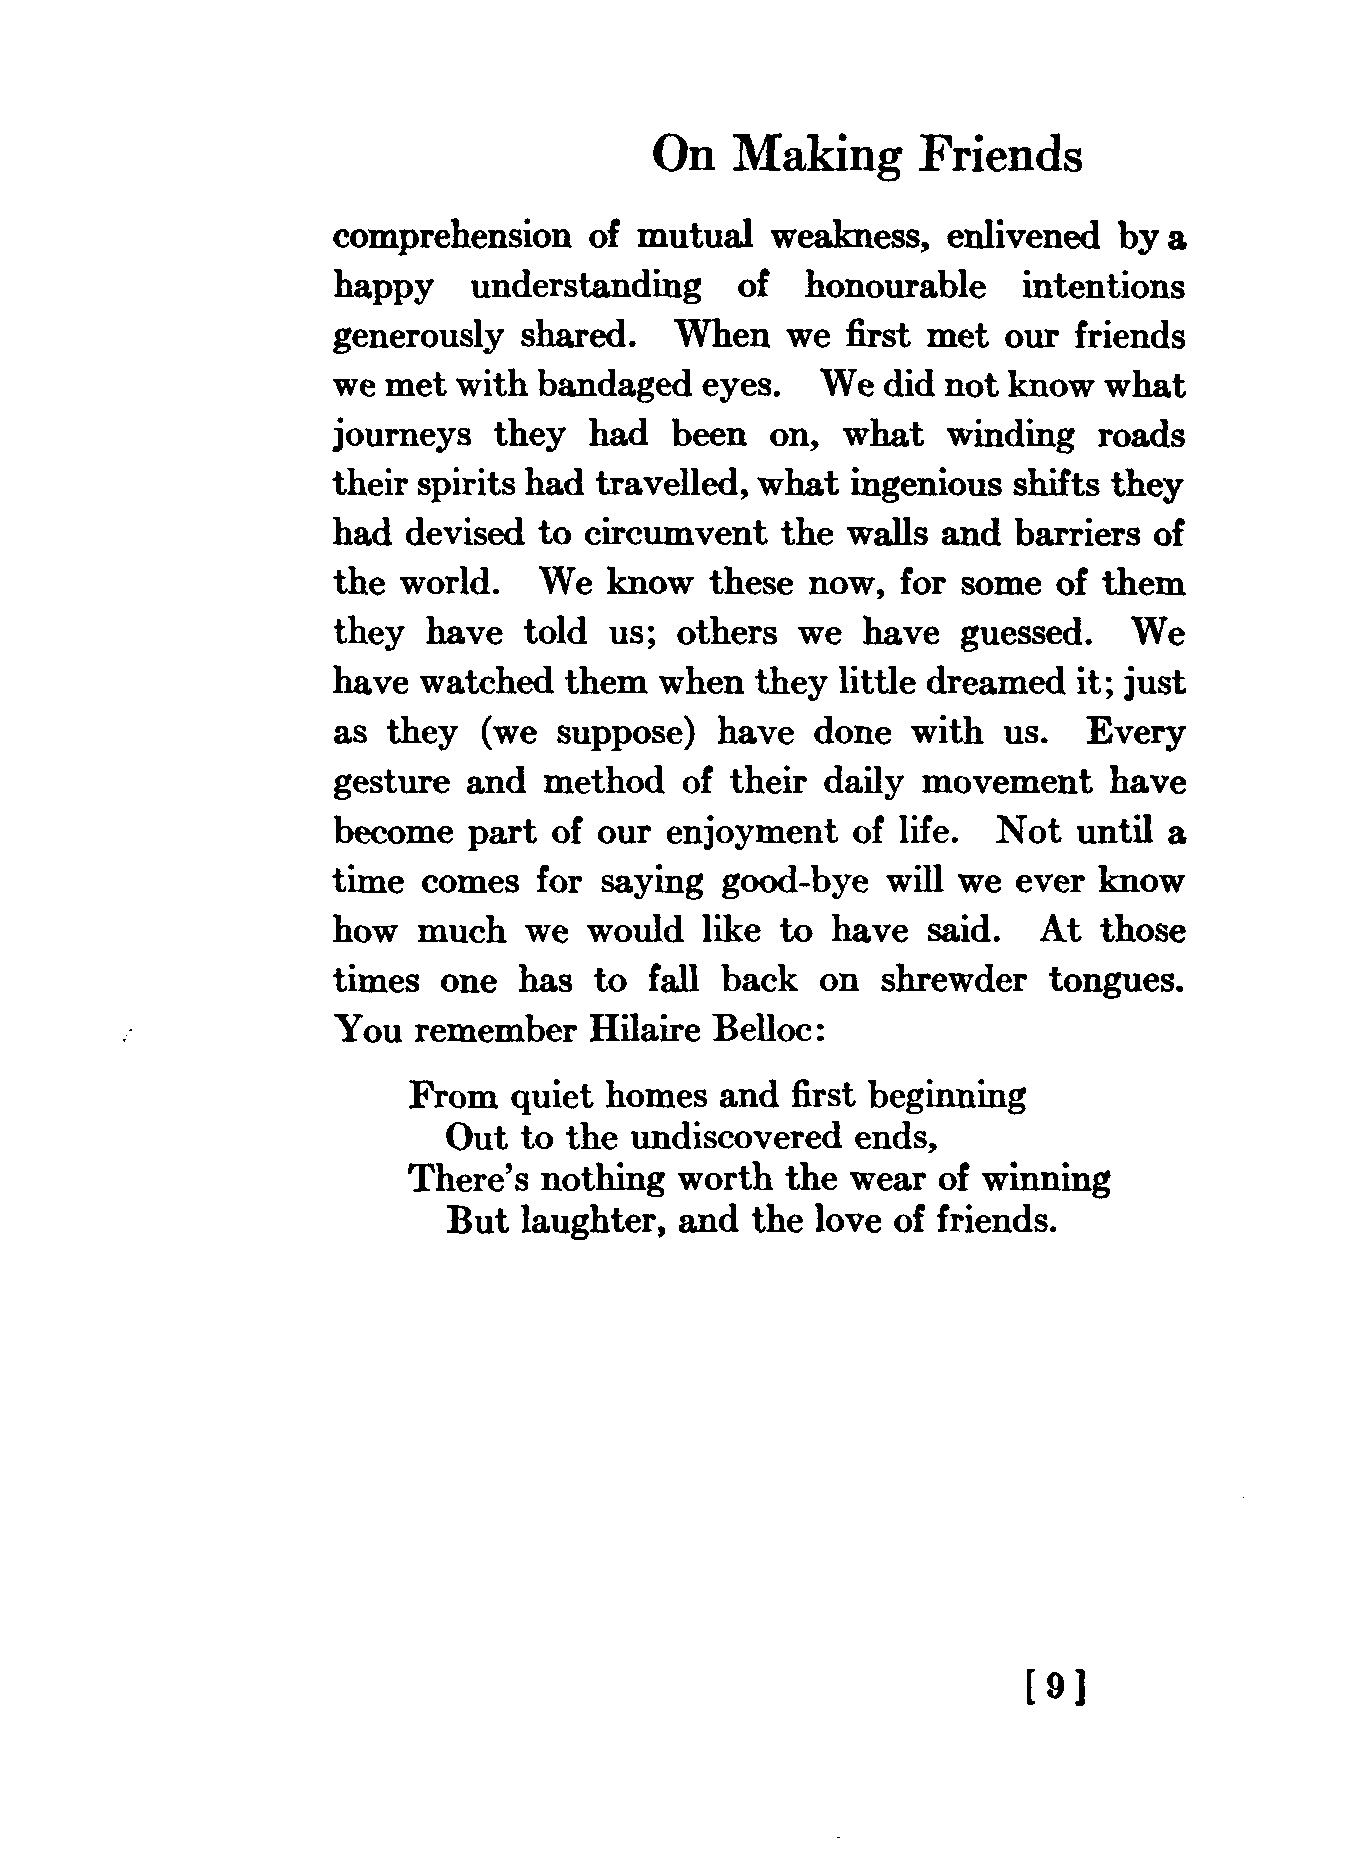 On Making Friends
comprehension of mutual weakness, enlivened by a
happy understanding of honourable intentions
generously shared. When we first met our friends
we met with bandaged eyes. We did not know what
journeys they had been on, what winding roads
their spirits had travelled, what ingenious shifts they
had devised to circumvent the walls and barriers of
the world. We know these now, for some of them
they have told us; others we have guessed. We
have watched them when they little dreamed it; just
as they (we suppose) have done with us. Every
gesture and method of their daily movement have
become part of our enjoyment of life. Not until a
time comes for saying good-bye will we ever know
how much we would like to have said. At those
times one has to fall back on shrewder tongues.
You remember Hilaire Belloc:
From quiet homes and first beginning
Out to the undiscovered ends,
There's nothing worth the wear of winning
But laughter, and the love of friends.
[9]